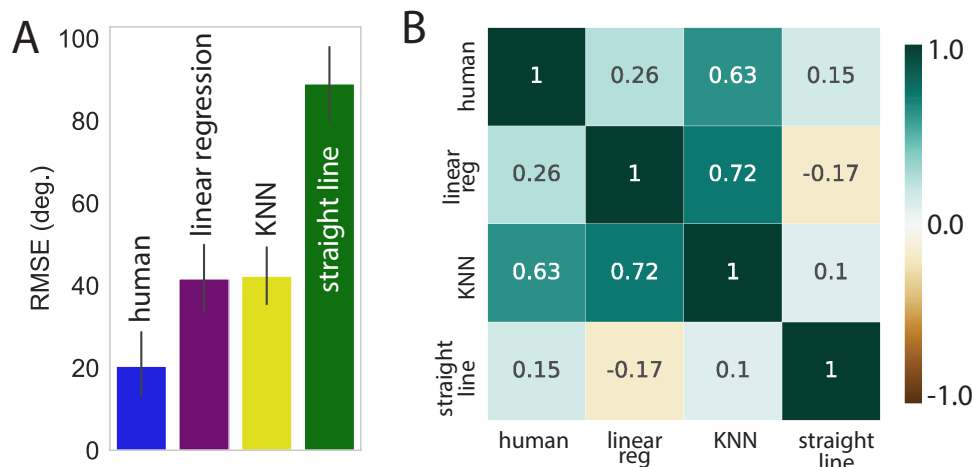 A
RMSE (deg.)
100
80
60
40
20
0
human
linear regression
KNN
straight line
B
human
linear
reg
KNN
straight
line
1 0.26 0.63 0.15
0.26 1 0.72 -0.17
0.63 0.72 1 0.1
0.15 -0.17 0.1 1
human
linear
reg
KNN
straight
line
1.0
0.0
-1.0